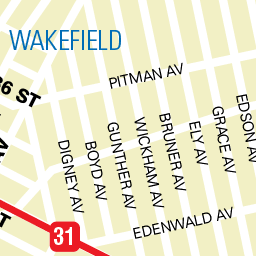 WAKEFIELD
PITMAN AV
ST
DIGNEY AV
BOYD AV
GUNTHER AV
WICKHAM AV
BRUNER AV
ELY AV
GRACE AV
EDSON AV
EDENWALD AV
31